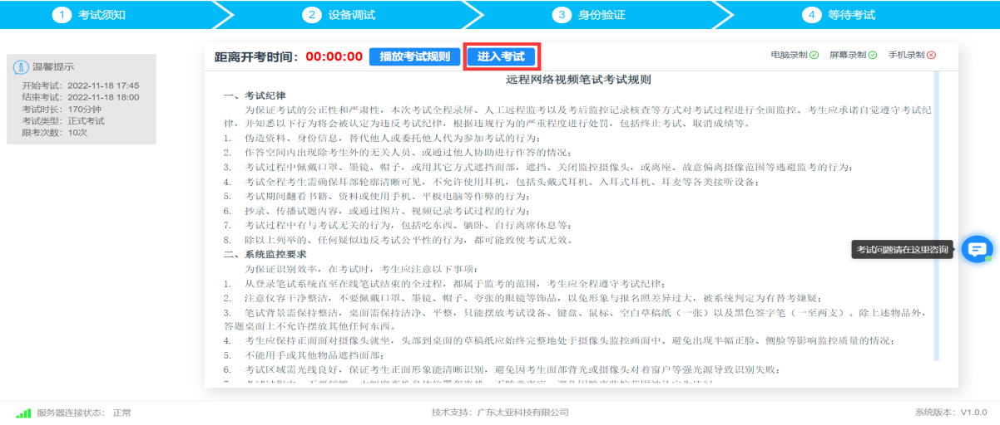 1 考试须知
2 设备调试
3 身份验证
4 等待考试
温馨提示
开始考试：2022-11-18 17:45
结束考试：2022-11-18 18:00
考试时长：170分钟
考试类型：正式考试
限考次数：10次
距离开考时间：00:00:00 播放考试规则 进入考试
电脑录制 屏幕录制 手机录制
远程网络视频笔试考试规则
一、考试纪律
为保证考试的公正性和严肃性，本次考试全程录屏、人工远程监考以及考后监控记录核查等方式对考试过程进行全面监控。考生应承诺自觉遵守考试纪
律，并知悉以下行为将会被认定为违反考试纪律，根据违规行为的严重程度进行处罚，包括终止考试、取消成绩等。
1. 伪造资料、身份信息，替代他人或委托他人代为参加考试的行为；
2. 作答空间内出现除考生外的无关人员、或通过他人协助进行作答的情况；
3. 考试过程中佩戴口罩、墨镜、帽子，或用其它方式遮挡面部，遮挡、关闭监控摄像头，或离座、故意偏离摄像范围等逃避监考的行为；
4. 考试全程考生需确保耳部轮廓清晰可见，不允许使用耳机，包括头戴式耳机、入耳式耳机、耳麦等各类接听设备；
5. 考试期间翻看书籍、资料或使用手机、平板电脑等作弊的行为；
6. 抄录、传播试题内容，或通过图片、视频记录考试过程的行为；
7. 考试过程中有与考试无关的行为，包括吃东西、躺卧、自行离席休息等；
8. 除以上列举的、任何疑似违反考试公平性的行为，都可能致使考试无效。
二、系统监控要求
为保证识别效率，在考试时，考生应注意以下事项：
1. 从登录笔试系统直至在线笔试结束的全过程，都属于监考的范围，考生应全程遵守考试纪律；
2. 注意仪容干净整洁，不要佩戴口罩、墨镜、帽子、夸张的眼镜等饰品，以免形象与报名照差异过大，被系统判定为有替考嫌疑；
3. 笔试背景需保持整洁，桌面需保持洁净、平整，只能摆放考试设备、键盘、鼠标、空白草稿纸（一张）以及黑色签字笔（一至两支）。除上述物品外，
答题桌面上不允许摆放其他任何东西。
4. 考生应保持正面面对摄像头就坐，头部到桌面的草稿纸应始终完整地处于摄像头监控画面中。避免出现半幅正脸、侧脸等影响监控质量的情况；
5. 不能用手或其他物品遮挡面部；
6. 考试区域需光线良好，保证考生正面形象能清晰识别，避免因考生面部背光或摄像头对着窗户等强光源导致识别失败；
考试问题请在这里咨询
服务器连接状态： 正常
技术支持：广东太亚科技有限公司
系统版本：V1.0.0